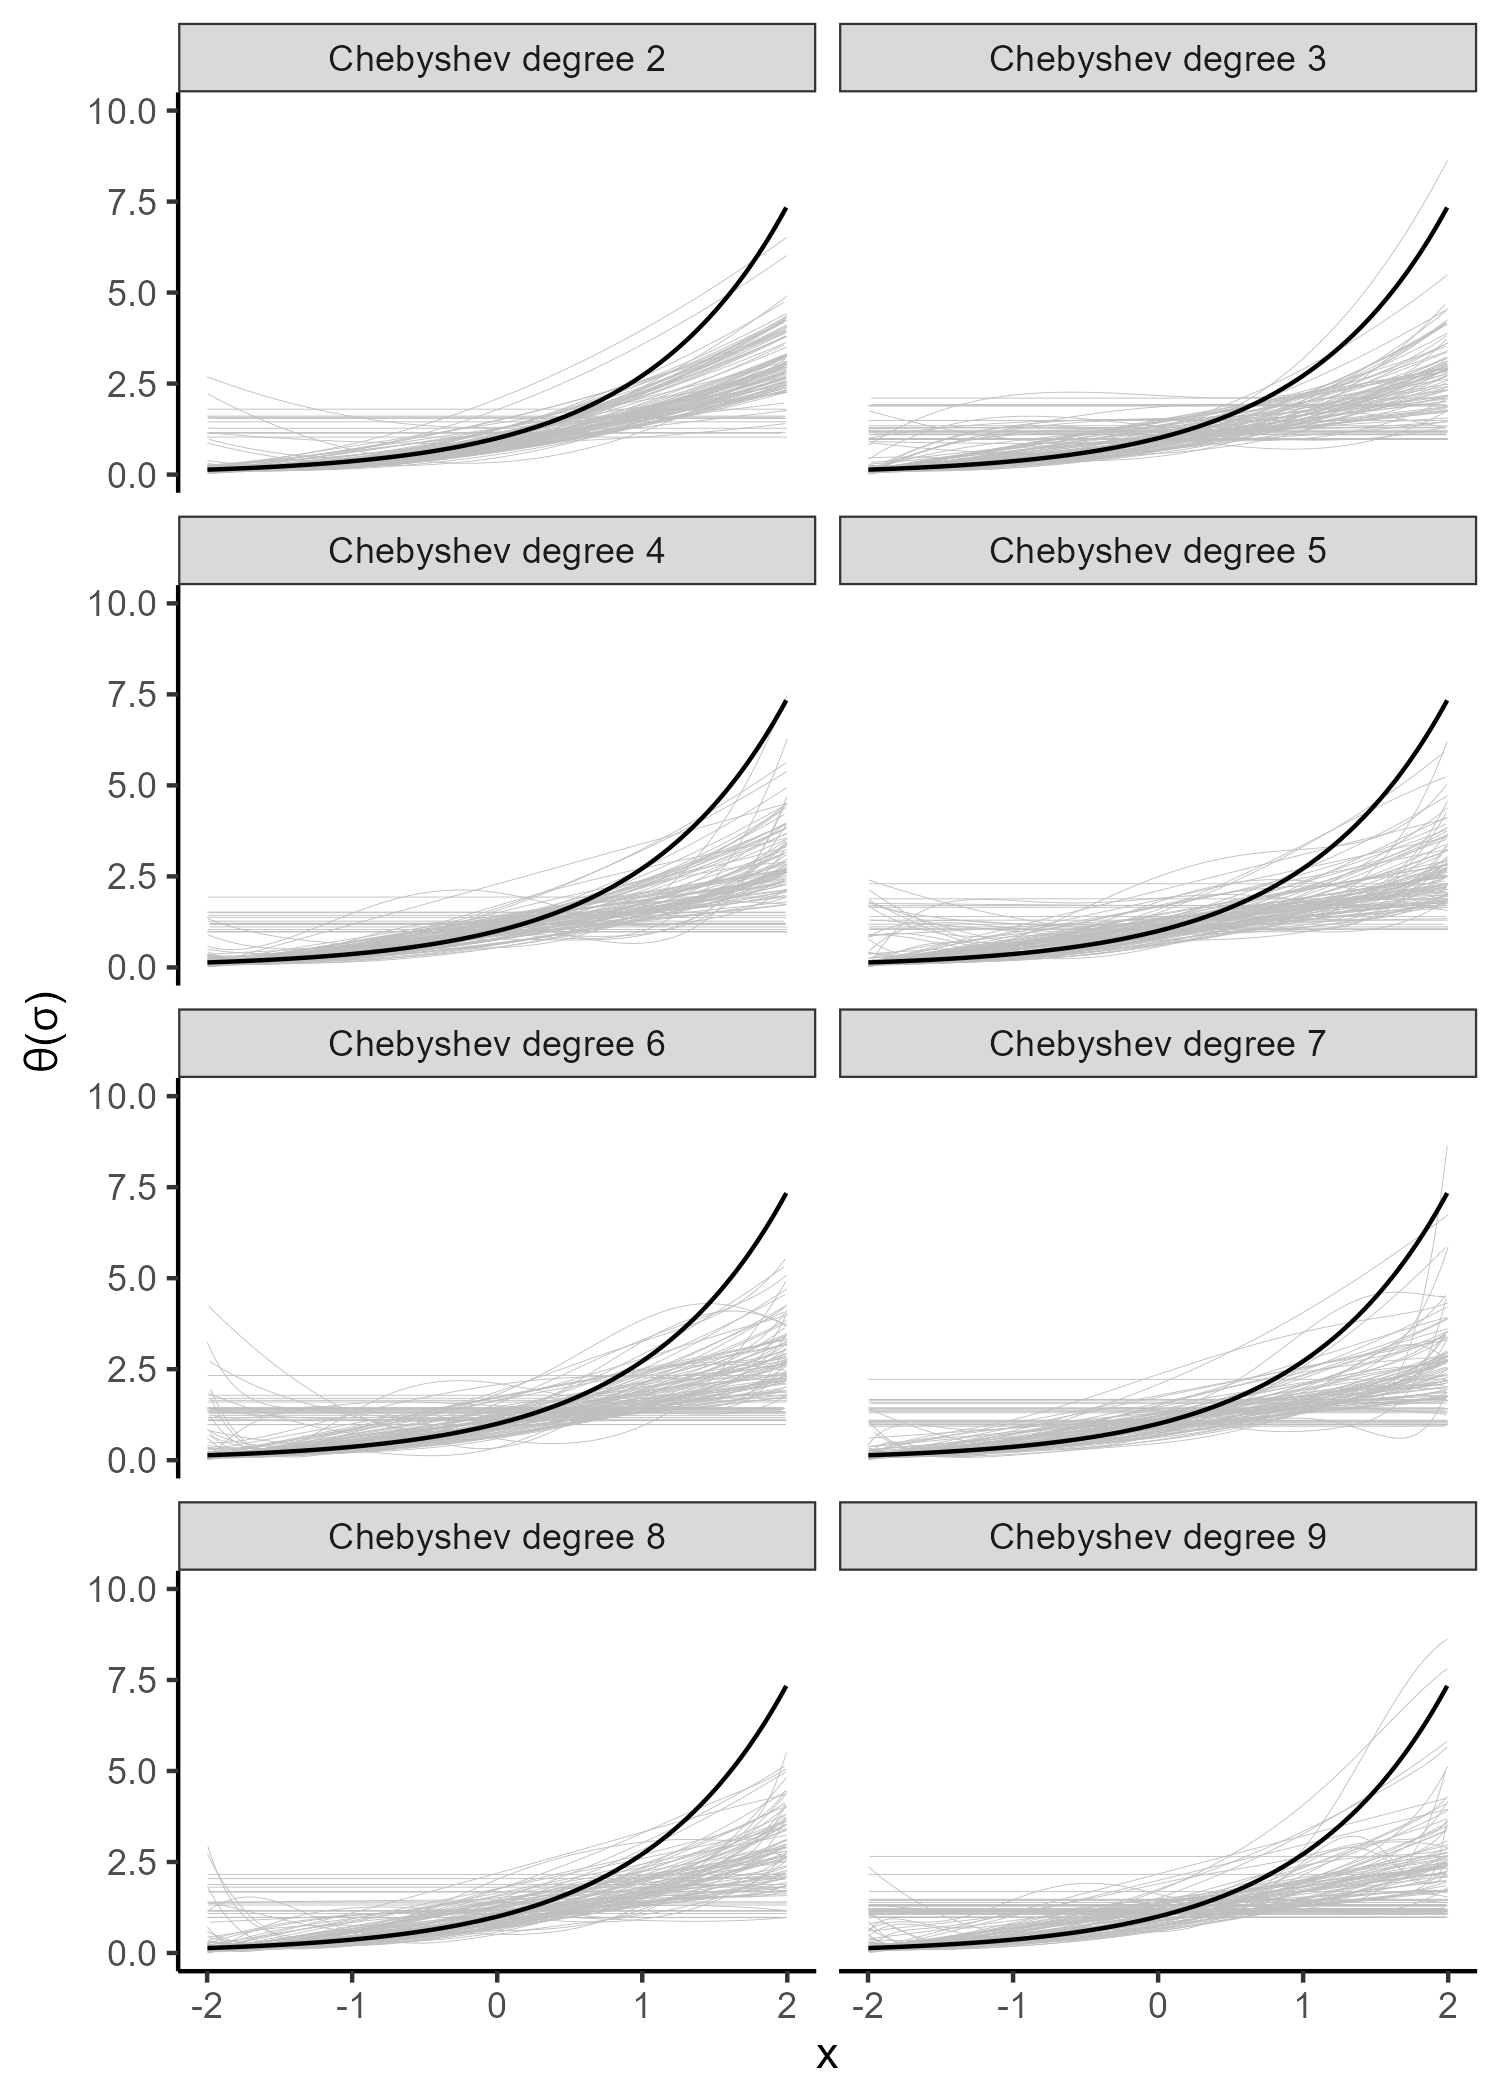 Chebyshev degree 2
Chebyshev degree 3
10.0
7.5
5.0
2.5
0.0
Chebyshev degree 4
Chebyshev degree 5
10.0
7.5
5.0
2.5
0.0
θ(σ)
Chebyshev degree 6
Chebyshev degree 7
10.0
7.5
5.0
2.5
0.0
Chebyshev degree 8
Chebyshev degree 9
10.0
7.5
5.0
2.5
0.0
-2 -1 0 1 2
-2 -1 0 1 2
x